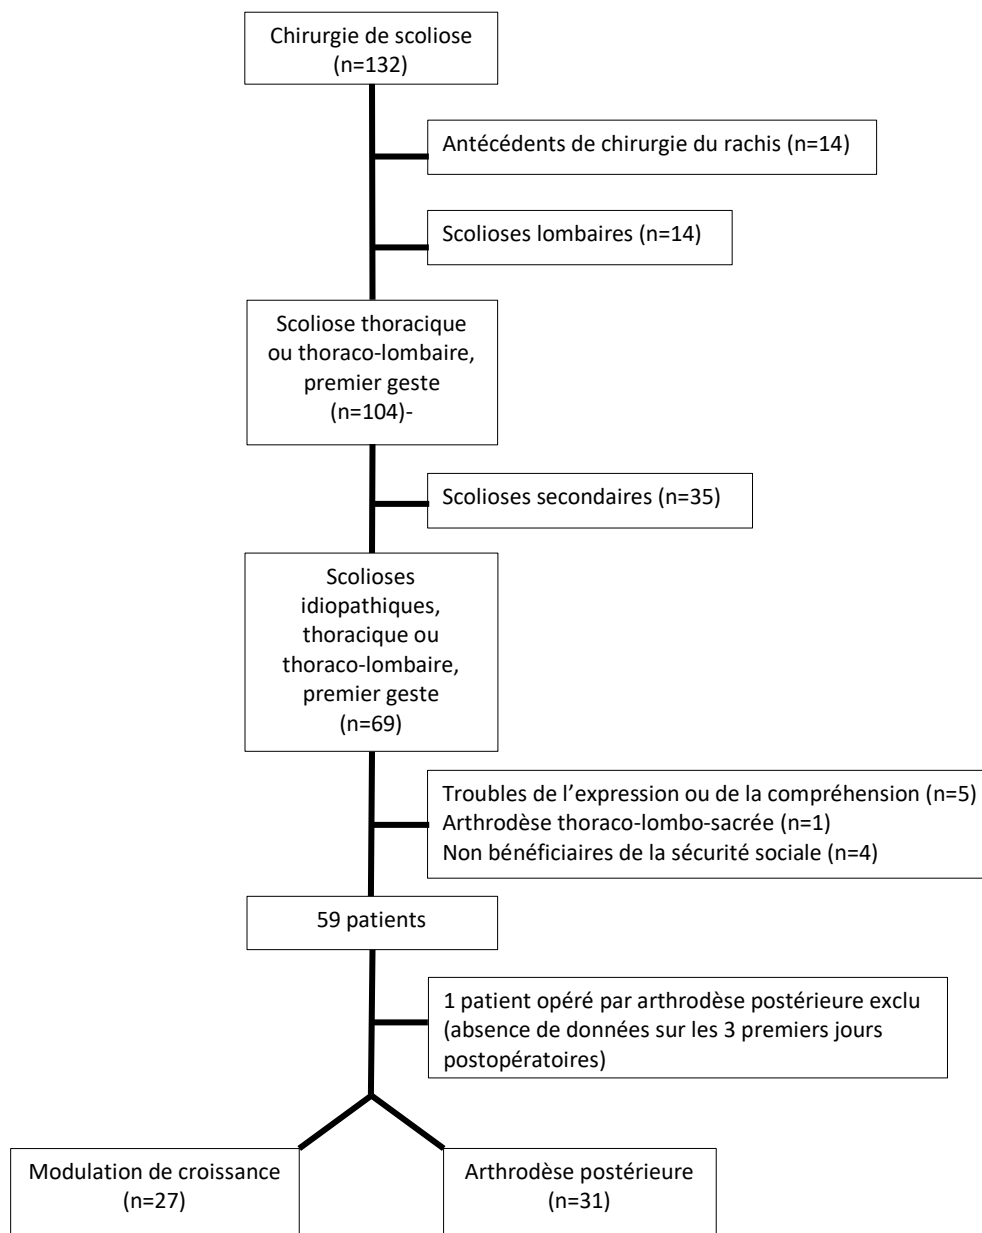 Chirurgie de scoliose
(n=132)
Antécédents de chirurgie du rachis (n=14)
Scolioses lombaires (n=14)
Scoliose thoracique
ou thoraco-lombaire,
premier geste
(n=104)-
Scolioses secondaires (n=35)
Scolioses
idiopathiques,
thoracique ou
thoraco-lombaire,
premier geste
(n=69)
Troubles de l’expression ou de la compréhension (n=5)
Arthrodèse thoraco-lombo-sacrée (n=1)
Non bénéficiaires de la sécurité sociale (n=4)
59 patients
1 patient opéré par arthrodèse postérieure exclu
(absence de données sur les 3 premiers jours
postopératoires)
Modulation de croissance
(n=27)
Arthrodèse postérieure
(n=31)